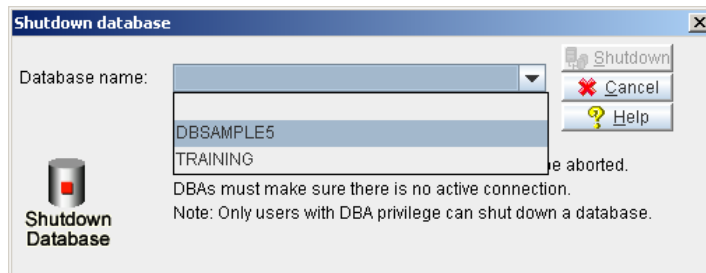 Shutdown database
Database name:
Shutdown
Cancel
Help
DBSAMPLE5
TRAINING
be aborted.
DBAs must make sure there is no active connection.
Note: Only users with DBA privilege can shut down a database.
Shutdown
Database